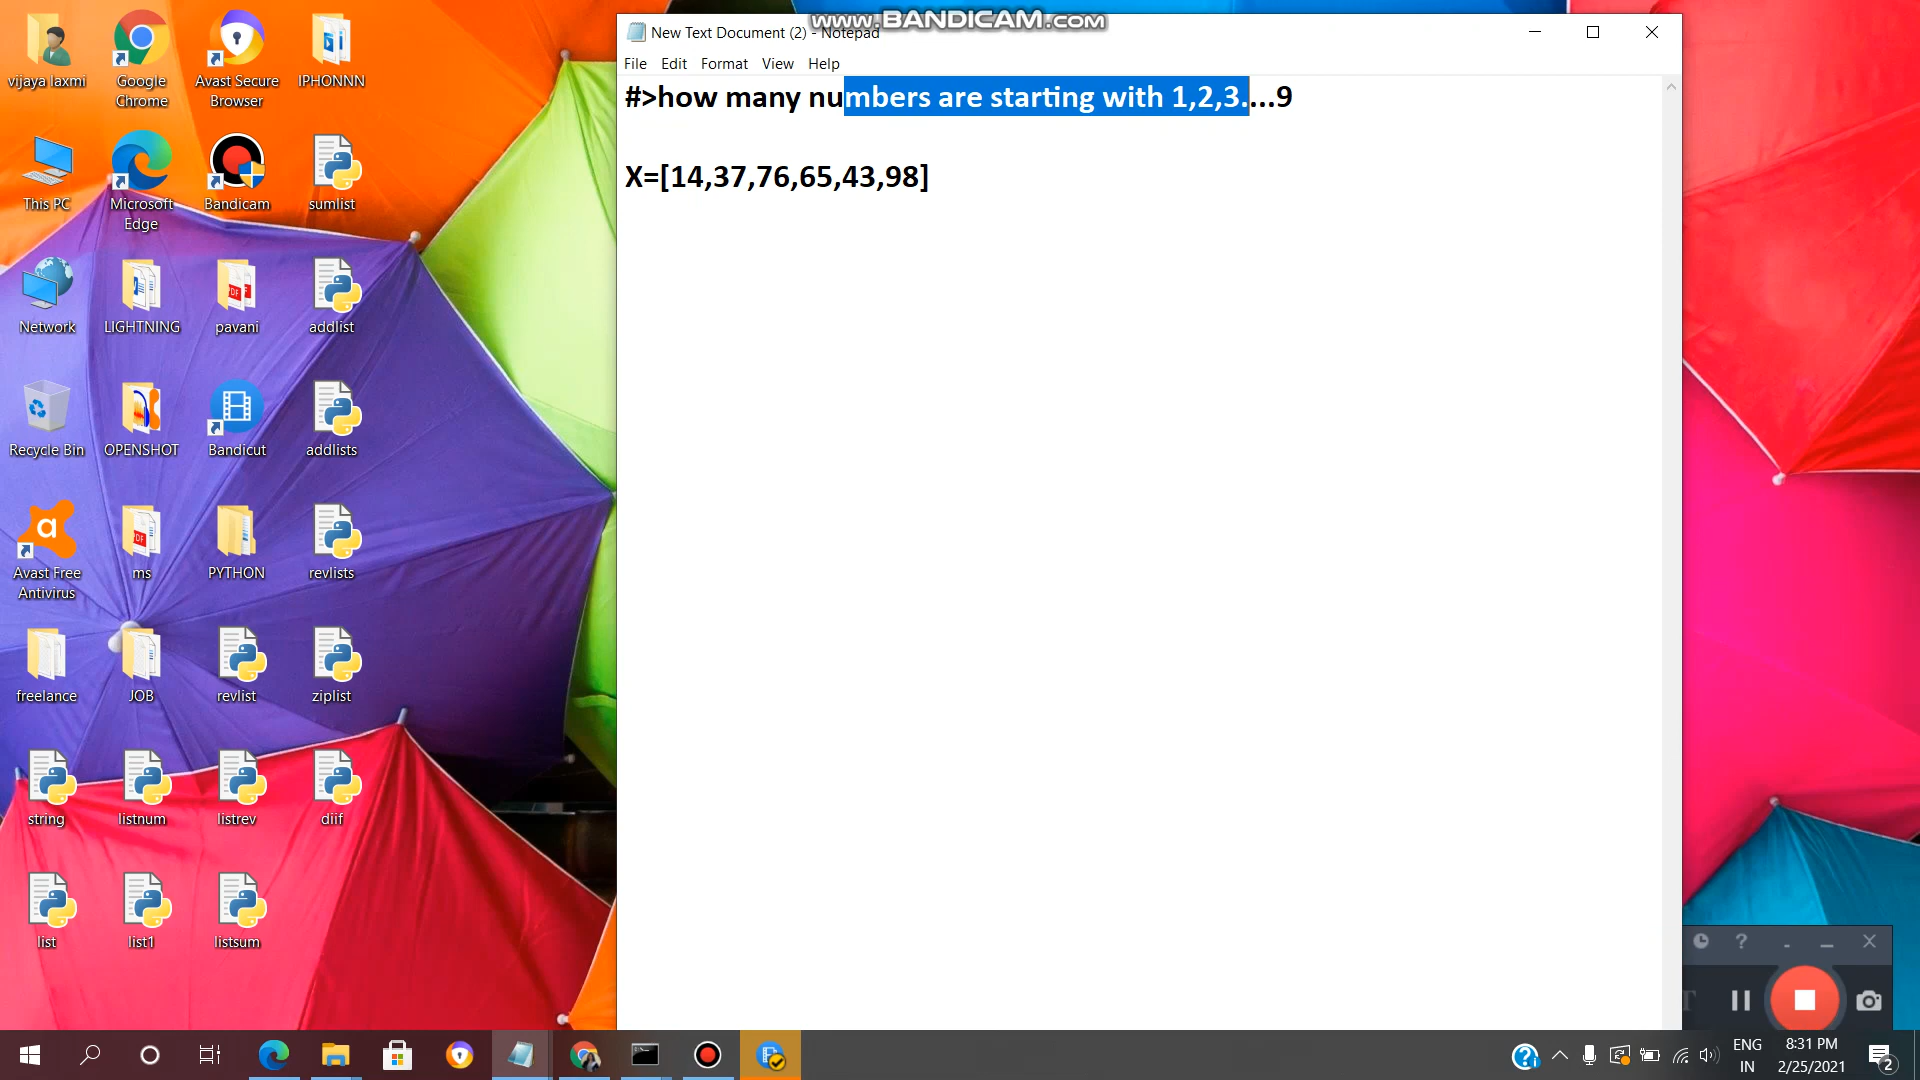 www.BANDICAM.com
New Text Document (2) - Notepad
File Edit Format View Help
#>how many numbers are starting with 1,2,3....9
X=[14,37,76,65,43,98]
vijaya laxmi
Google Chrome
Avast Secure Browser
IPHONNN
This PC
Microsoft Edge
Bandicam
sumlist
Network
LIGHTNING
pavani
addlist
Recycle Bin
OPENSHOT
Bandicut
addlists
Avast Free Antivirus
ms
PYTHON
revlists
freelance
JOB
revlist
ziplist
string
listnum
listrev
diif
list
list1
listsum
ENG
IN
8:31 PM
2/25/2021
2